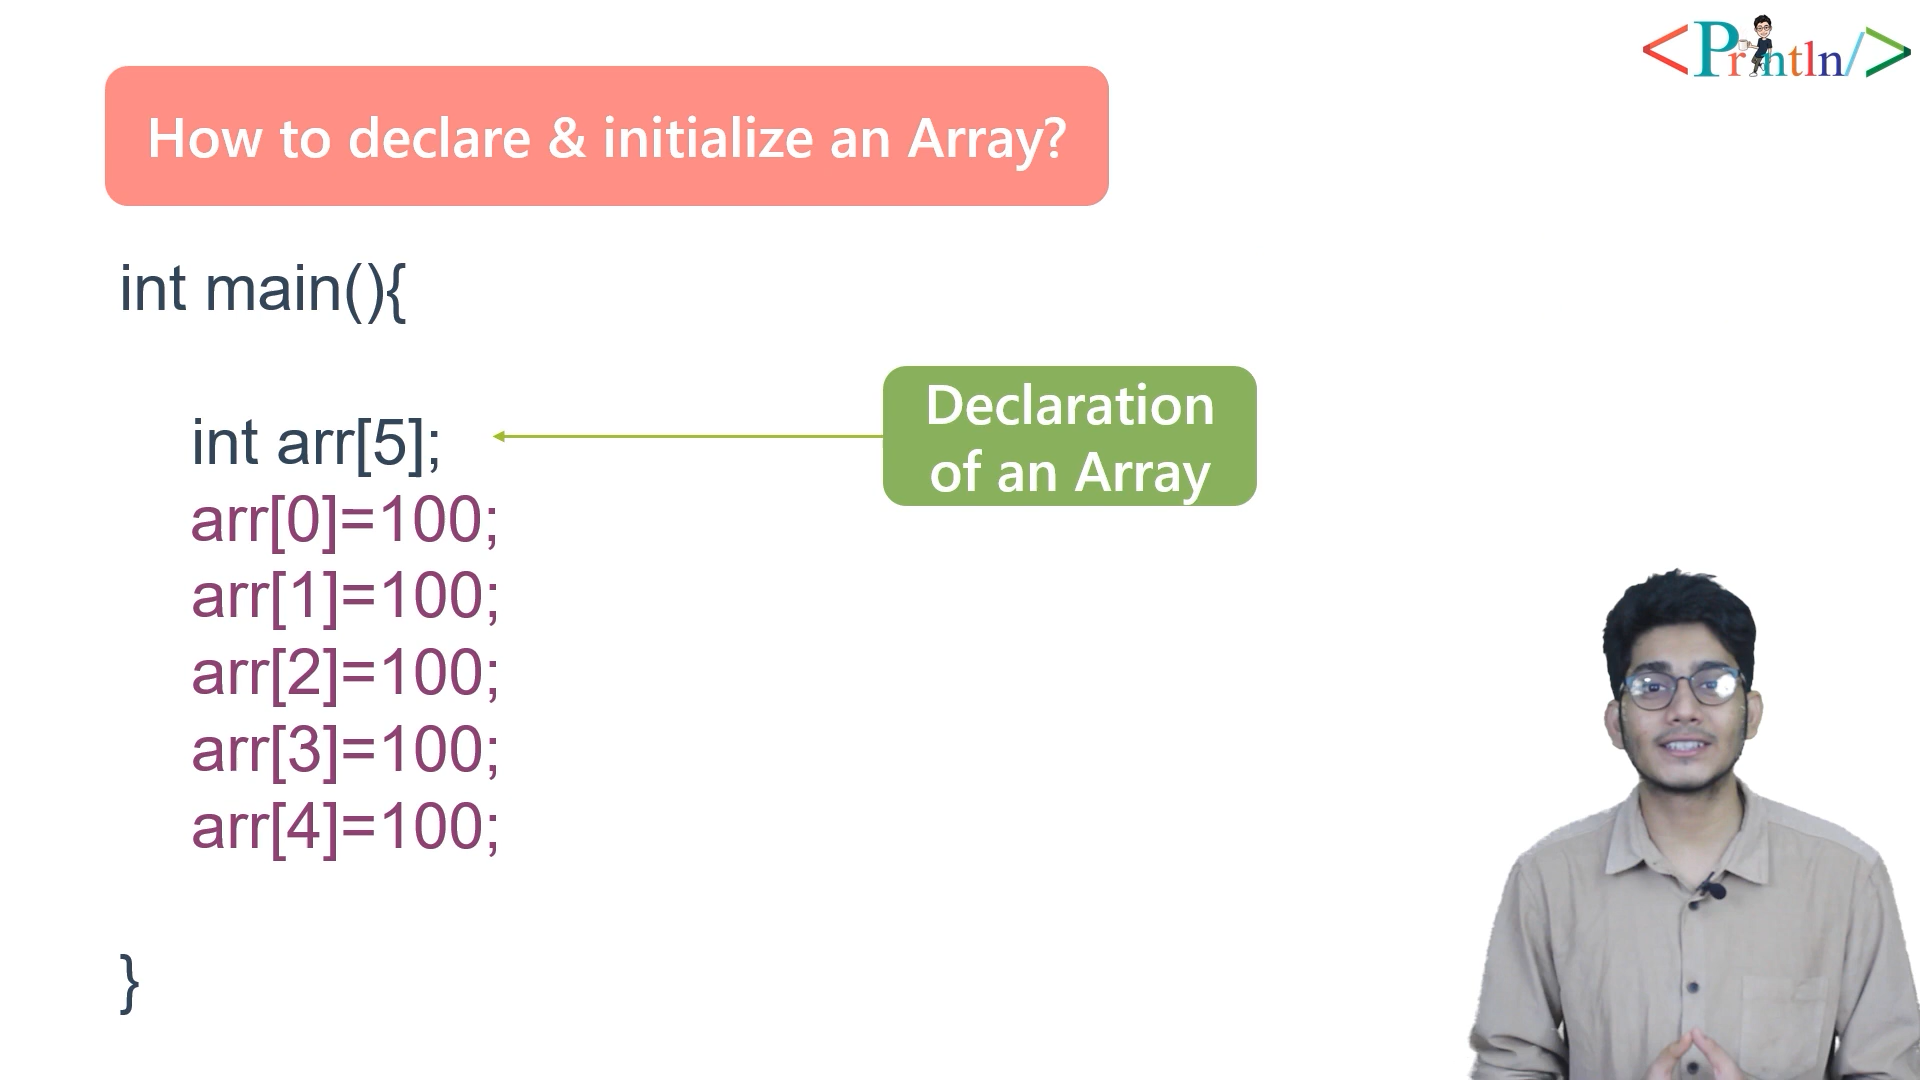 <Println/>
How to declare & initialize an Array?
int main(){
int arr[5];
Declaration
of an Array
arr[0]=100;
arr[1]=100;
arr[2]=100;
arr[3]=100;
arr[4]=100;
}